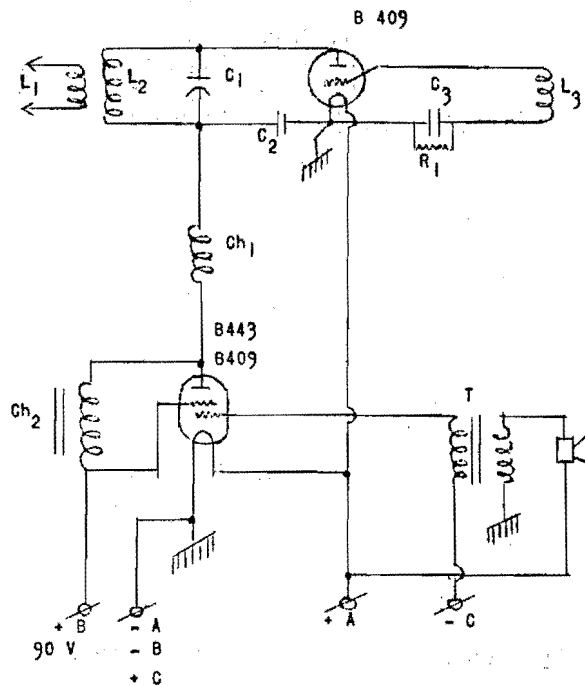 B 409
L1
L2
C1
C2
C3
L3
R1
Ch1
B443
B409
Ch2
T
+ B
90 V
- A
- B
+ C
+ A
- C